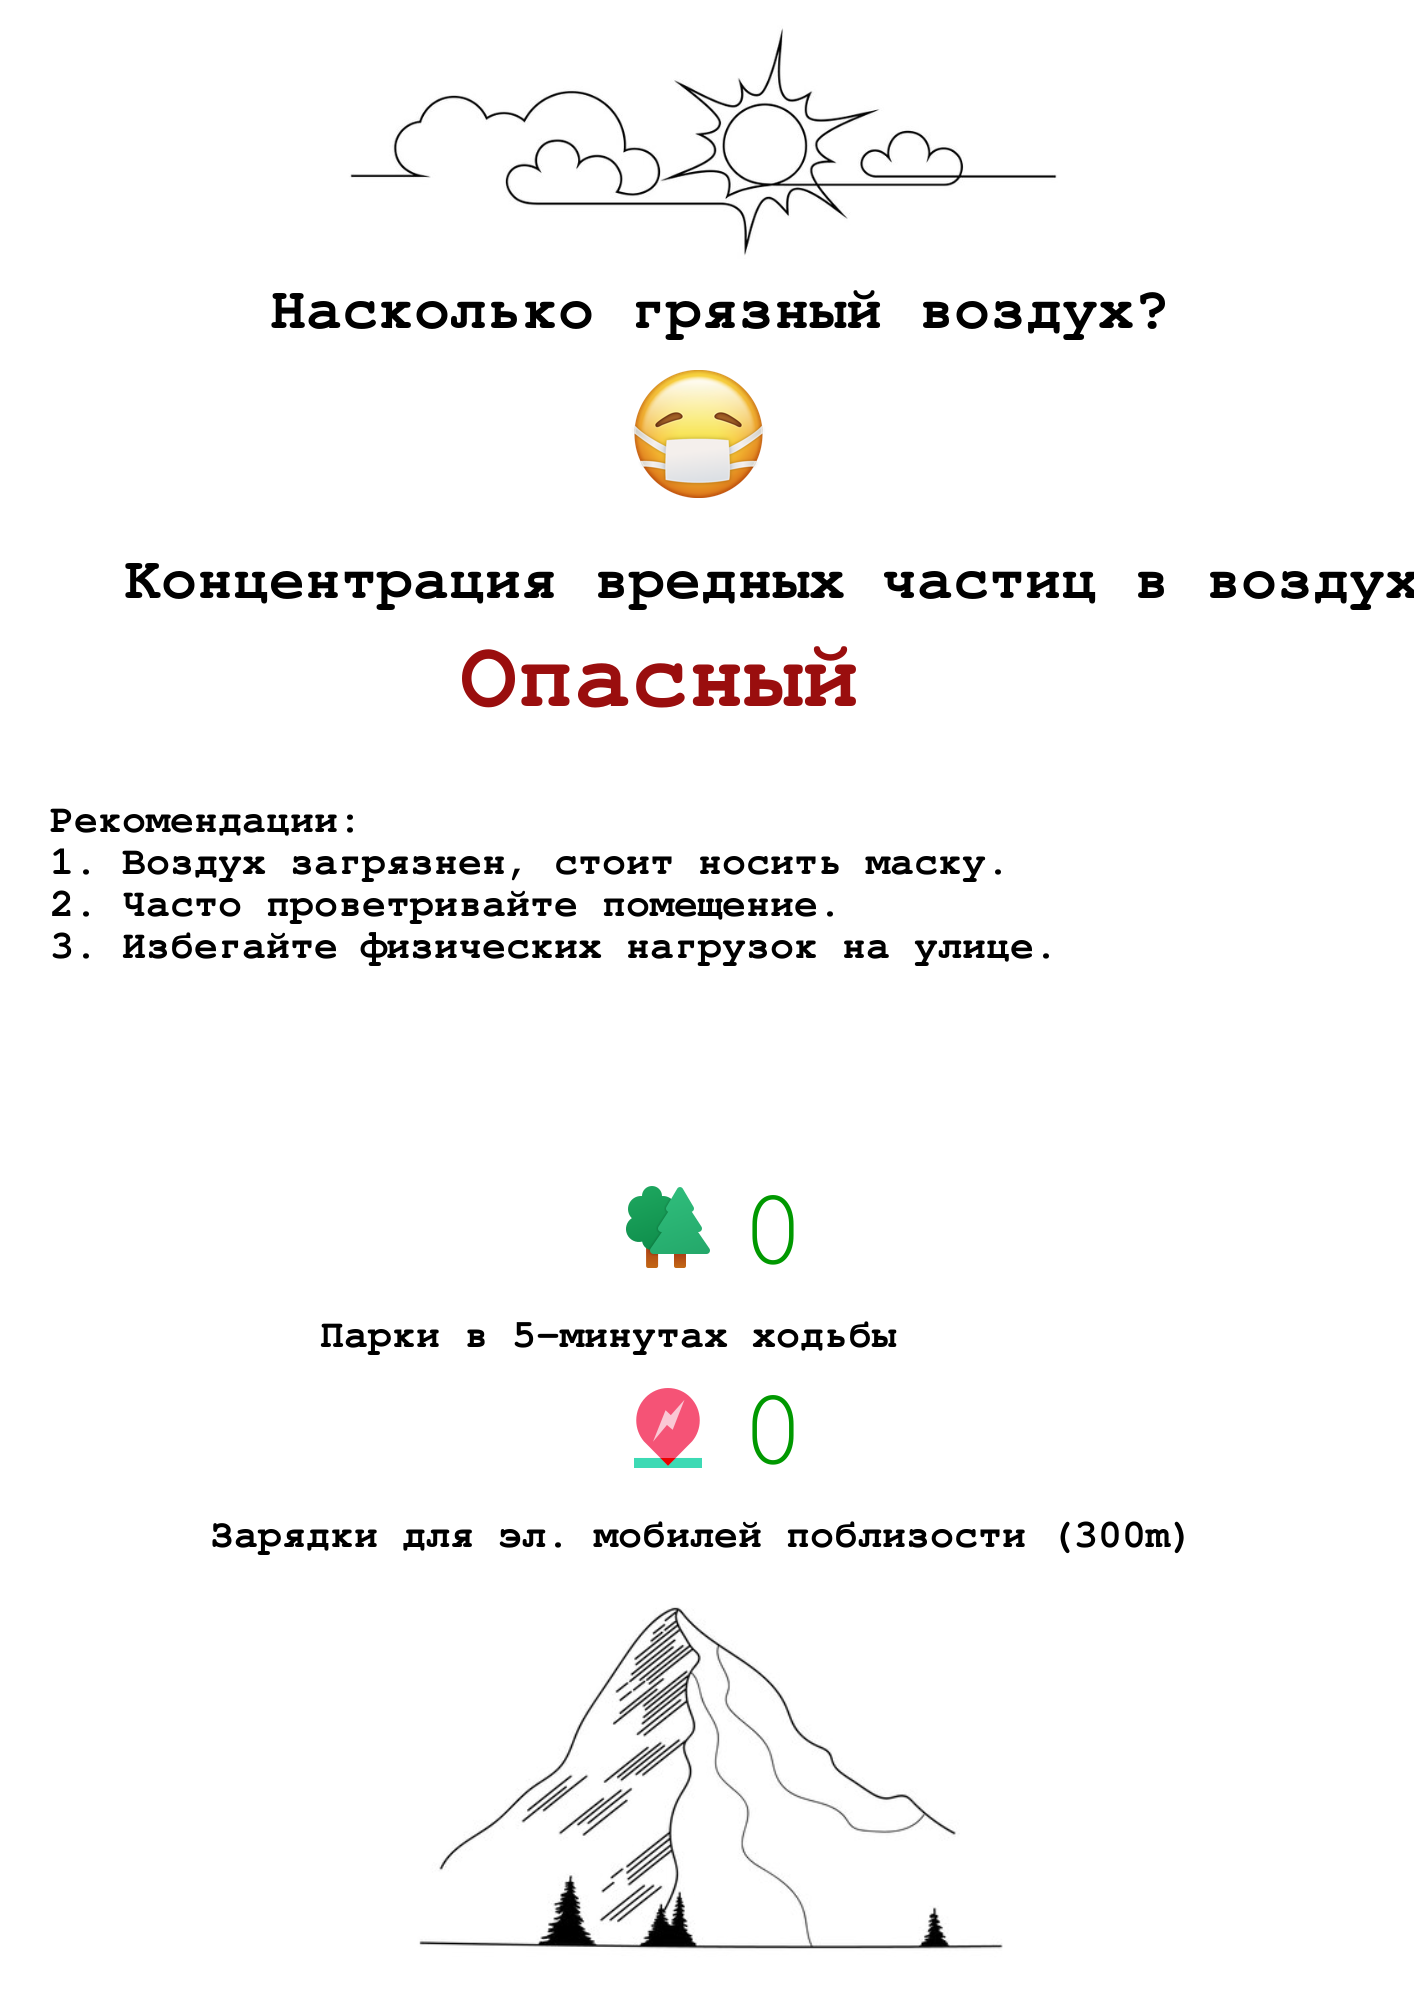 Насколько грязный воздух?
Концентрация вредных частиц в воздух
Опасный
Рекомендации:
1. Воздух загрязнен, стоит носить маску.
2. Часто проветривайте помещение.
3. Избегайте физических нагрузок на улице.
0
Парки в 5-минутах ходьбы
0
Зарядки для эл. мобилей поблизости (300m)